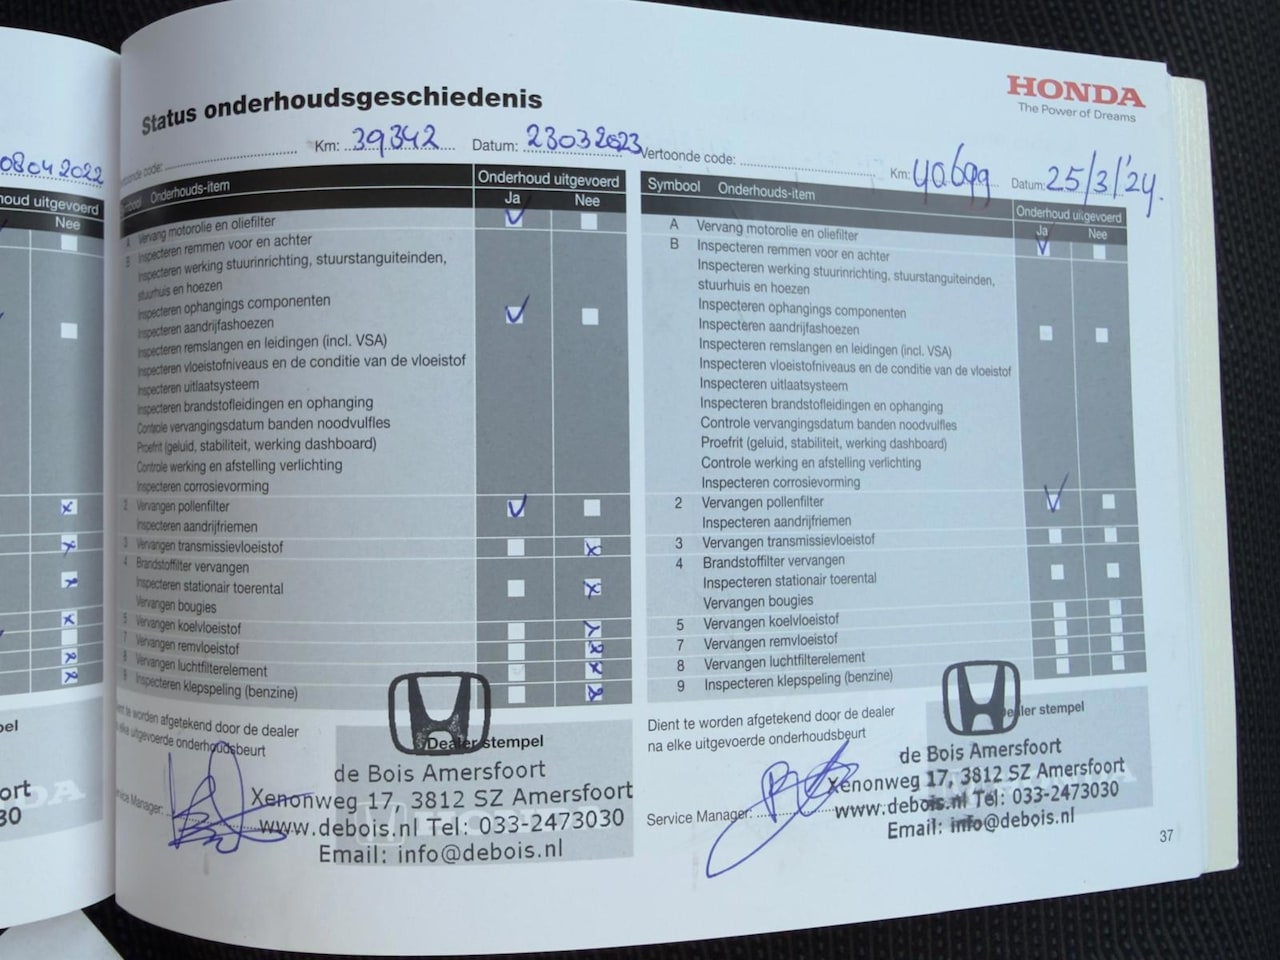 08 04 2022
Nee
HONDA
The Power of Dreams
Status onderhoudsgeschiedenis
Km: 39.342 Datum: 23032023
Symbool Onderhouds-item Onderhoud uitgevoerd
Ja Nee
A Vervang motorolie en oliefilter
B Inspecteren remmen voor en achter
Inspecteren werking stuurinrichting, stuurstanguiteinden,
stuurhuis en hoezen
Inspecteren ophangings componenten
Inspecteren aandrijfashoezen
Inspecteren remslangen en leidingen (incl. VSA)
Inspecteren vloeistofniveaus en de conditie van de vloeistof
Inspecteren uitlaatsysteem
Inspecteren brandstofleidingen en ophanging
Controle vervangingsdatum banden noodvulfles
Proefrit (geluid, stabiliteit, werking dashboard)
Controle werking en afstelling verlichting
Inspecteren corrosievorming
2 Vervangen pollenfilter
Inspecteren aandrijfriemen
3 Vervangen transmissievloeistof
4 Brandstoffilter vervangen
Inspecteren stationair toerental
Vervangen bougies
Vervangen koelvloeistof
7 Vervangen remvloeistof
8 Vervangen luchtfilterelement
9 Inspecteren klepspeling (benzine)
Dient te worden afgetekend door de dealer
na elke uitgevoerde onderhoudsbeurt
Dealer stempel
Service Manager:
de Bois Amersfoort
Xenonweg 17, 3812 SZ Amersfoort
www.debois.nl Tel: 033-2473030
Email: info@debois.nl
Vertoonde code: Km: Datum: 25/3/'24.
Symbool Onderhouds-item Onderhoud uitgevoerd
Ja Nee
A Vervang motorolie en oliefilter
B Inspecteren remmen voor en achter
Inspecteren werking stuurinrichting, stuurstanguiteinden,
stuurhuis en hoezen
Inspecteren ophangings componenten
Inspecteren aandrijfashoezen
Inspecteren remslangen en leidingen (incl. VSA)
Inspecteren vloeistofniveaus en de conditie van de vloeistof
Inspecteren uitlaatsysteem
Inspecteren brandstofleidingen en ophanging
Controle vervangingsdatum banden noodvulfles
Proefrit (geluid, stabiliteit, werking dashboard)
Controle werking en afstelling verlichting
Inspecteren corrosievorming
2 Vervangen pollenfilter
Inspecteren aandrijfriemen
3 Vervangen transmissievloeistof
4 Brandstoffilter vervangen
Inspecteren stationair toerental
Vervangen bougies
5 Vervangen koelvloeistof
7 Vervangen remvloeistof
8 Vervangen luchtfilterelement
9 Inspecteren klepspeling (benzine)
Dient te worden afgetekend door de dealer
na elke uitgevoerde onderhoudsbeurt
Dealer stempel
Service Manager:
de Bois Amersfoort
Xenonweg 17, 3812 SZ Amersfoort
www.debois.nl Tel: 033-2473030
Email: info@debois.nl
37